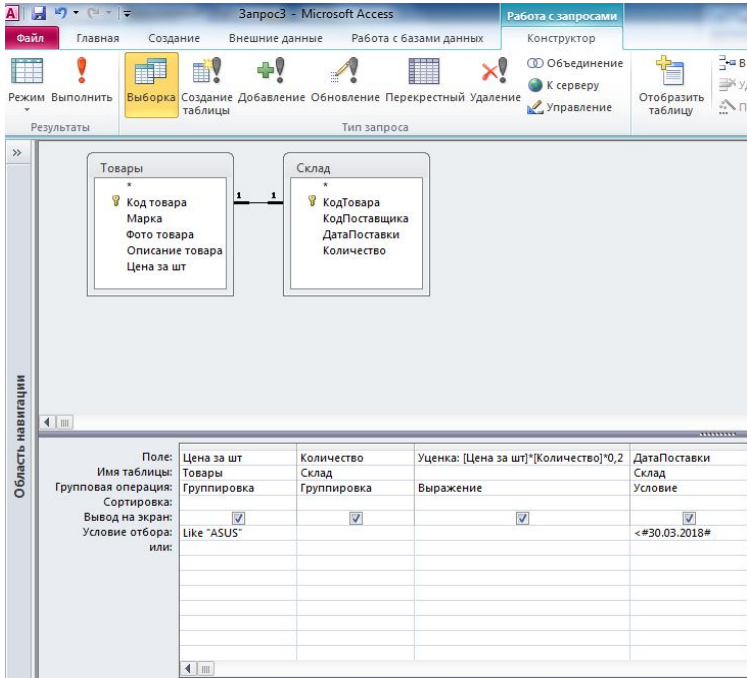 Запрос3 - Microsoft Access
Работа с запросами
Файл Главная Создание Внешние данные Работа с базами данных Конструктор
Режим Выполнить Выборка Создание таблицы Добавление Обновление Перекрестный Удаление
Объединение
К серверу
Управление
Отобразить таблицу
Результаты
Тип запроса
Товары
*
Код товара
Марка
Фото товара
Описание товара
Цена за шт
1 1
Склад
*
КодТовара
КодПоставщика
ДатаПоставки
Количество
Область навигации
Поле: Цена за шт Количество Уценка: [Цена за шт]*[Количество]*0,2 ДатаПоставки
Имя таблицы: Товары Склад Склад
Групповая операция: Группировка Группировка Выражение Условие
Сортировка:
Вывод на экран:
Условие отбора: Like "ASUS" <#30.03.2018#
или: